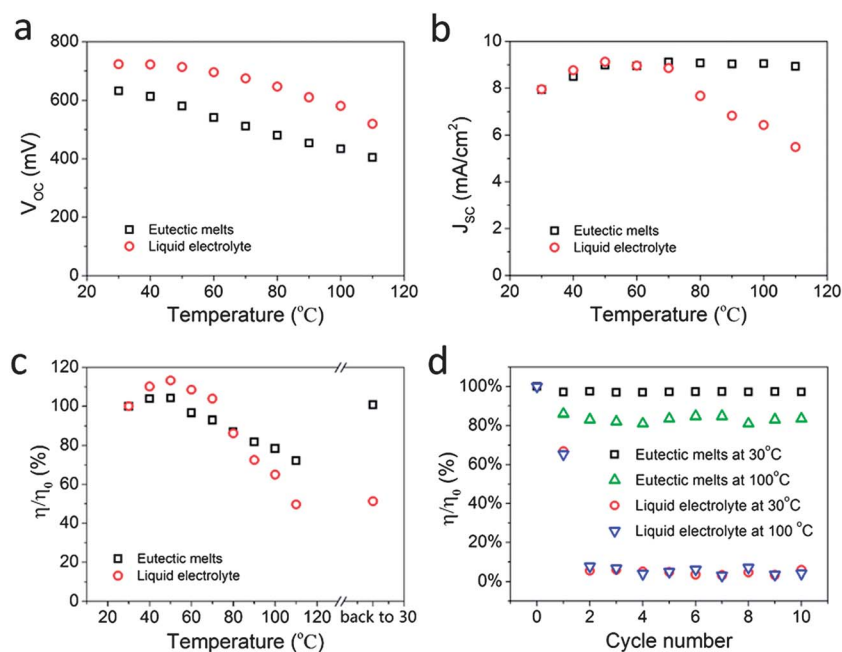 a
800
600
400
200
0
V_OC (mV)
Eutectic melts
Liquid electrolyte
20 40 60 80 100 120
Temperature (°C)
b
10
8
6
4
2
0
J_SC (mA/cm²)
Eutectic melts
Liquid electrolyte
20 40 60 80 100 120
Temperature (°C)
c
120
100
80
60
40
20
0
η/η₀ (%)
Eutectic melts
Liquid electrolyte
20 40 60 80 100 120 back to 30
Temperature (°C)
d
100%
80%
60%
40%
20%
0%
η/η₀ (%)
Eutectic melts at 30°C
Eutectic melts at 100°C
Liquid electrolyte at 30°C
Liquid electrolyte at 100 °C
0 2 4 6 8 10
Cycle number